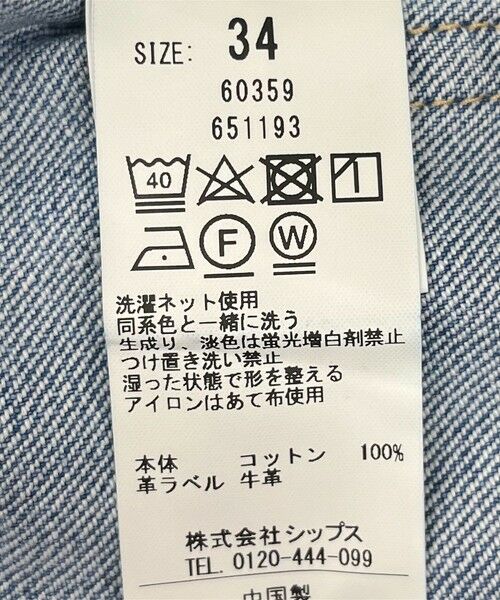 SIZE: 34
60359
651193
40
F W
洗濯ネット使用
同系色と一緒に洗う
生成り、淡色は蛍光増白剤禁止
つけ置き洗い禁止
湿った状態で形を整える
アイロンはあて布使用
本体 コットン 100%
革ラベル 牛革
株式会社シップス
TEL. 0120-444-099
中国製